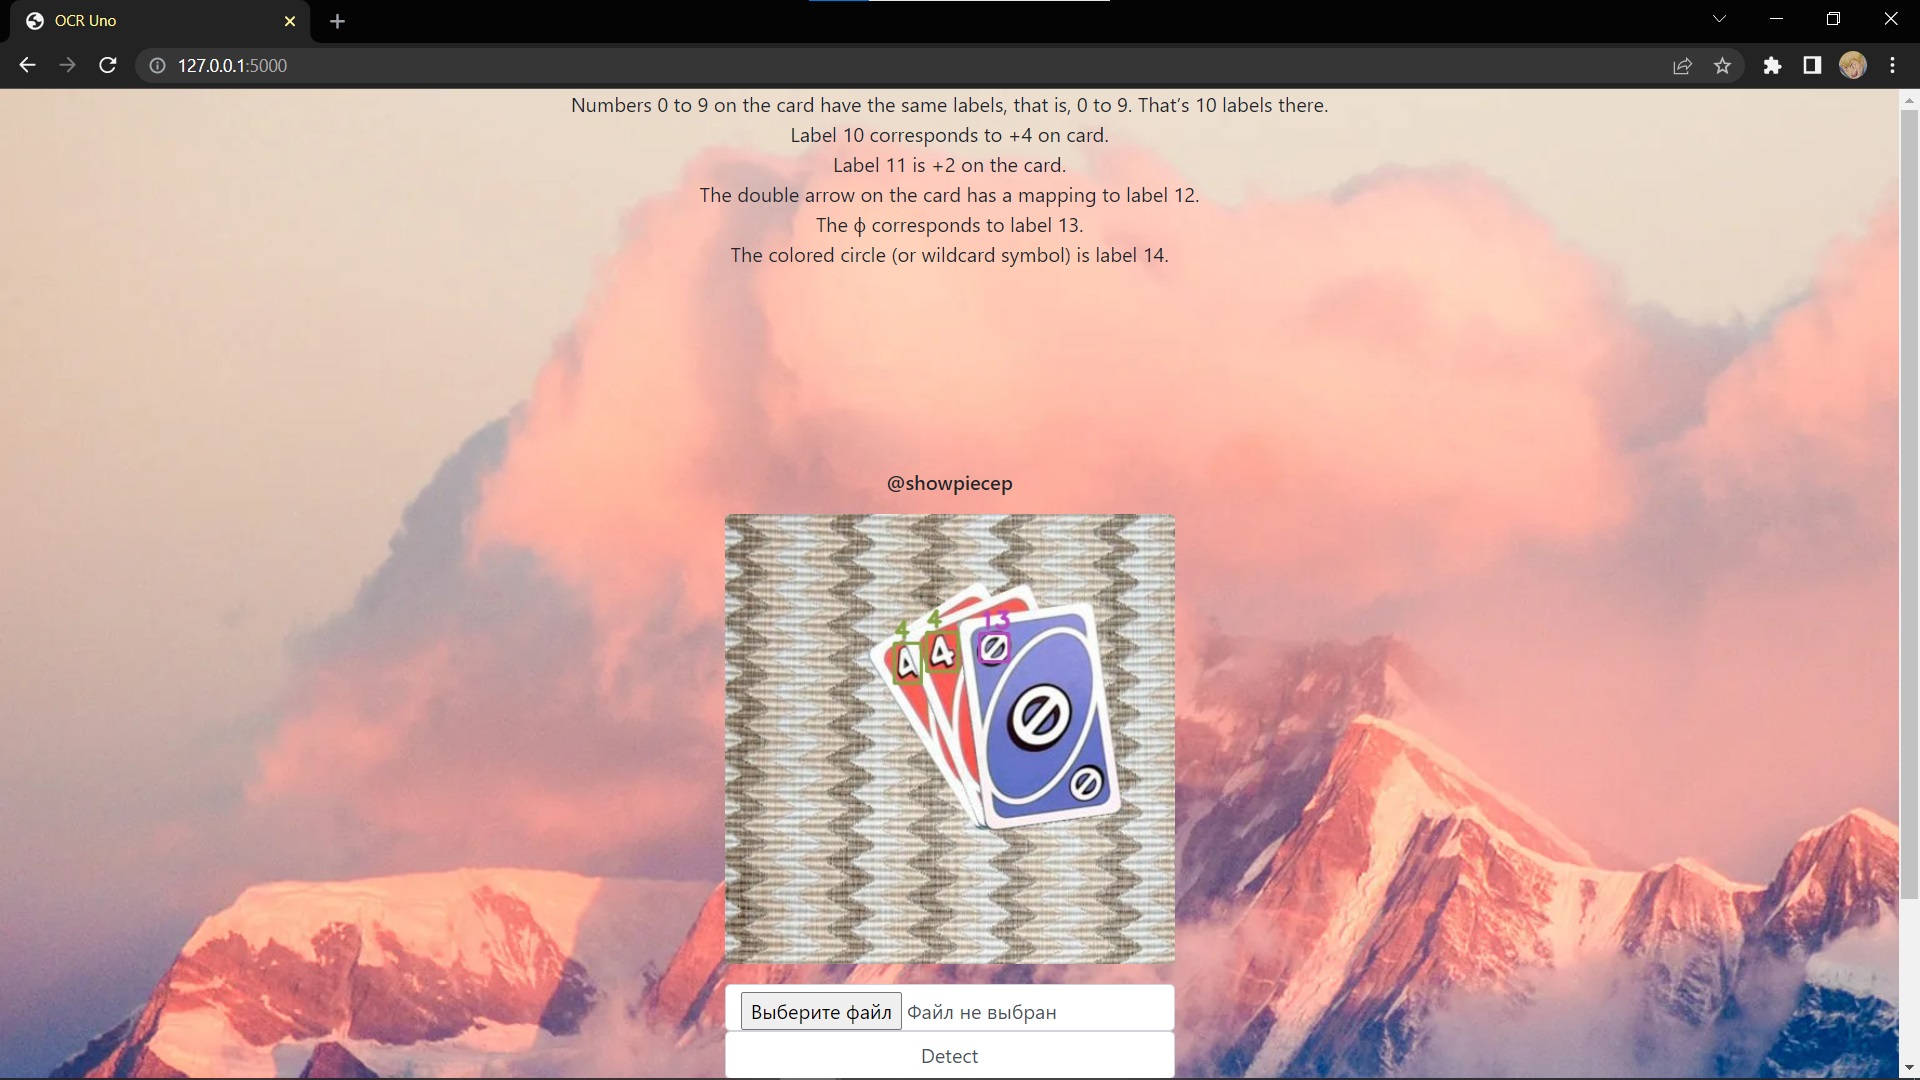 OCR Uno
127.0.0.1:5000
Numbers 0 to 9 on the card have the same labels, that is, 0 to 9. That's 10 labels there.
Label 10 corresponds to +4 on card.
Label 11 is +2 on the card.
The double arrow on the card has a mapping to label 12.
The ф corresponds to label 13.
The colored circle (or wildcard symbol) is label 14.
@showpiecep
4 4 13
4 4
Выберите файл Файл не выбран
Detect